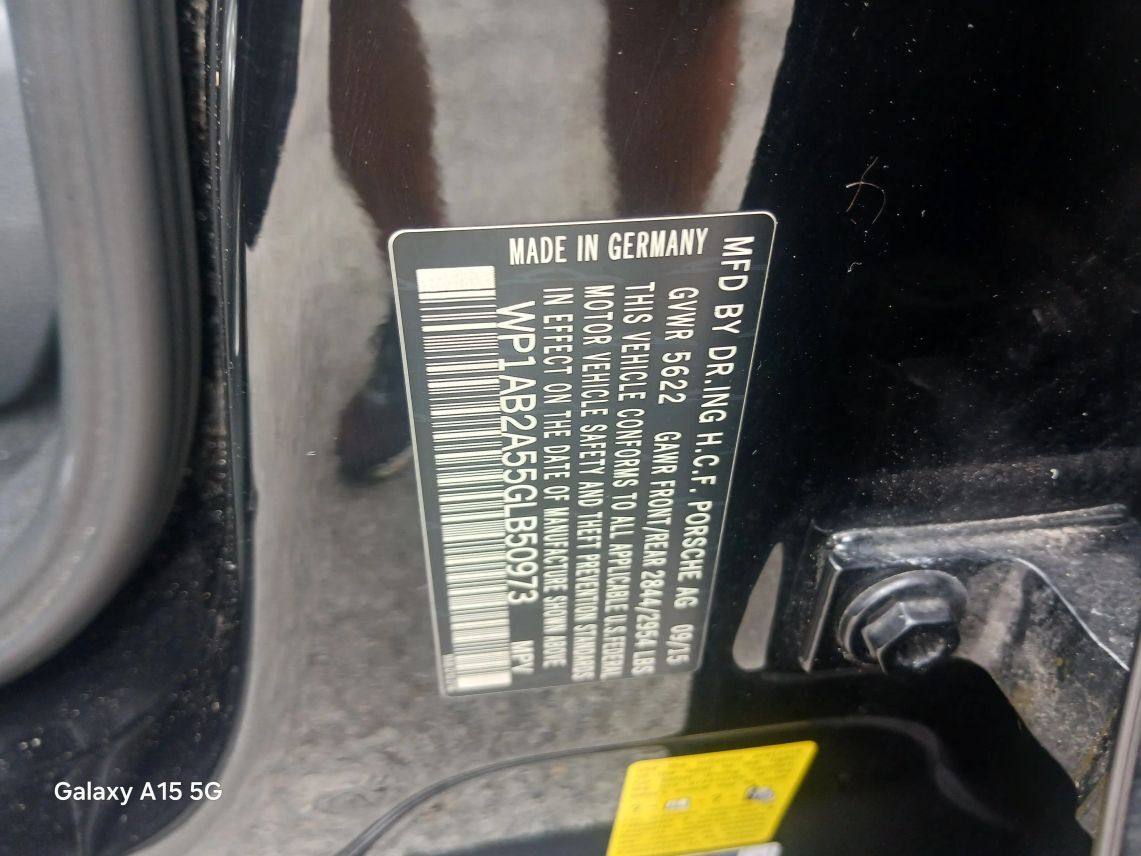 MFD BY DR.ING H.C.F. PORSCHE AG 09/15
GVWR 5622 GAWR FRONT/REAR 2844/2954 LBS
THIS VEHICLE CONFORMS TO ALL APPLICABLE U.S. FEDERAL
MOTOR VEHICLE SAFETY AND THEFT PREVENTION STANDARDS
IN EFFECT ON THE DATE OF MANUFACTURE SHOWN ABOVE
WP1AB2A55GLB50973 MPV
MADE IN GERMANY
Galaxy A15 5G